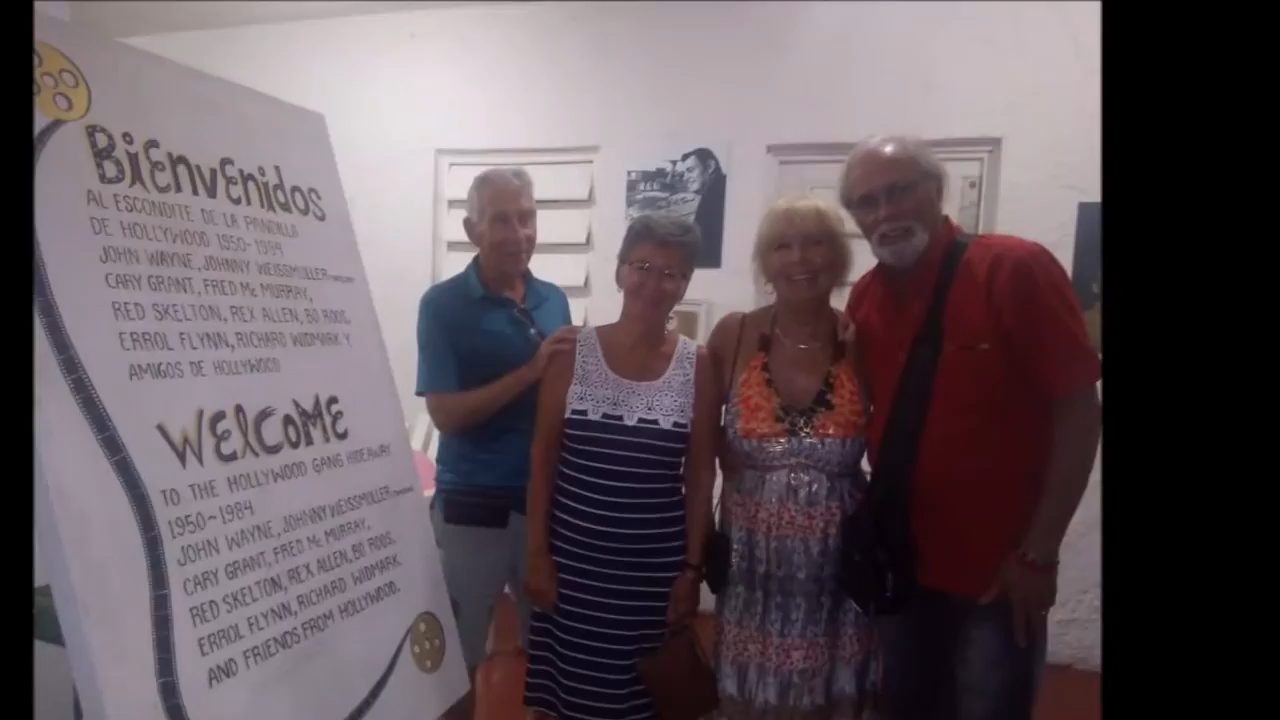 BiEnvEnidos
AL ESCONDITE DE LA PANDILLA
DE HOLLYWOOD 1950-1984
JOHN WAYNE, JOHNNY WEISSMULLER
CARY GRANT, FRED Mc MURRAY,
RED SKELTON, REX ALLEN, BO ROOS,
ERROL FLYNN, RICHARD WIDMARK Y
AMIGOS DE HOLLYWOOD
WElCoME
TO THE HOLLYWOOD GANG HIDEAWAY
1950~1984
JOHN WAYNE, JOHNNY WEISSMULLER
CARY GRANT, FRED Mc MURRAY,
RED SKELTON, REX ALLEN, BO ROOS,
ERROL FLYNN, RICHARD WIDMARK
AND FRIENDS FROM HOLLYWOOD.